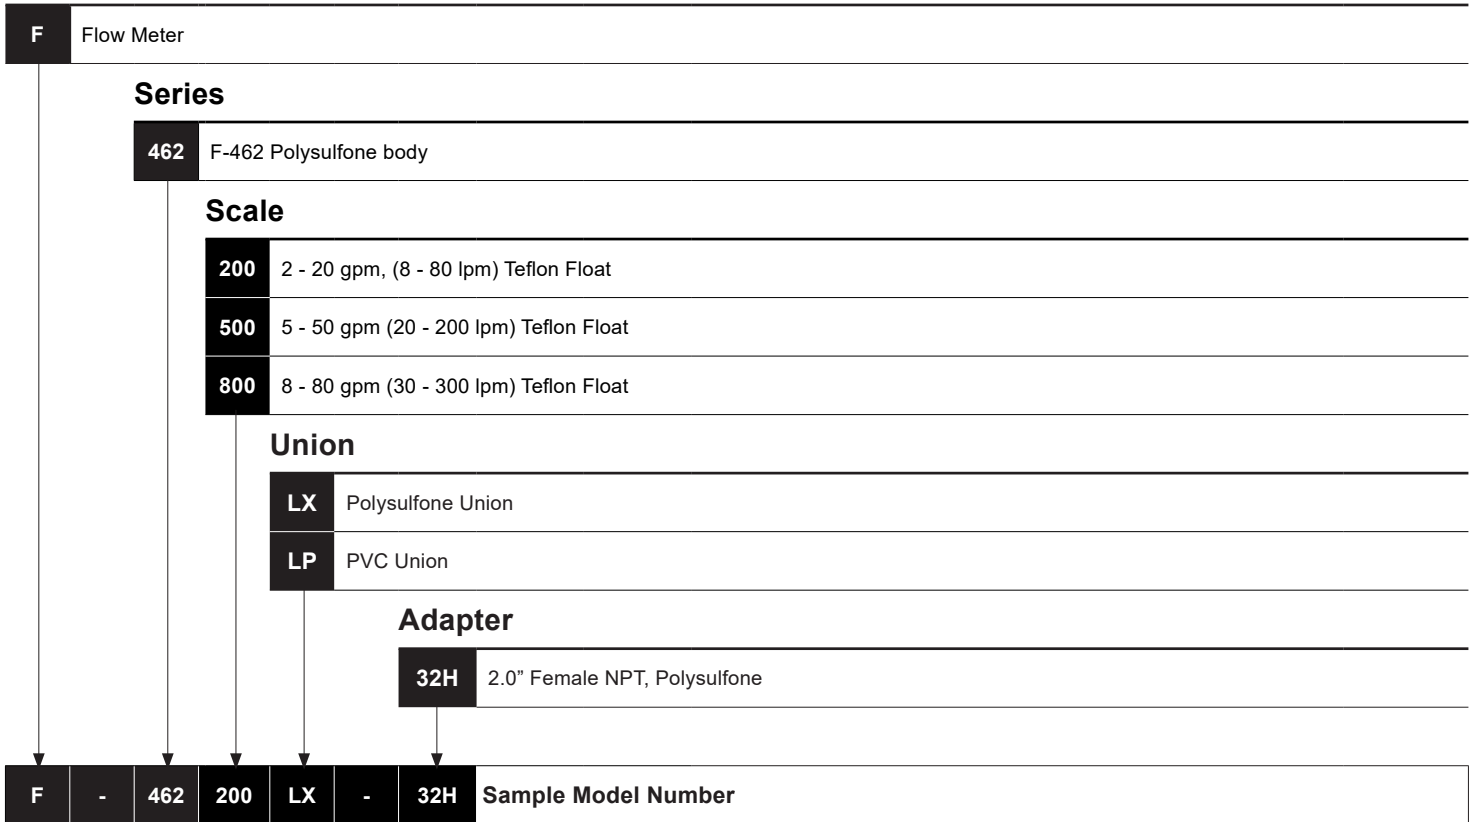 F Flow Meter
Series
462 F-462 Polysulfone body
Scale
200 2 - 20 gpm, (8 - 80 lpm) Teflon Float
500 5 - 50 gpm (20 - 200 lpm) Teflon Float
800 8 - 80 gpm (30 - 300 lpm) Teflon Float
Union
LX Polysulfone Union
LP PVC Union
Adapter
32H 2.0” Female NPT, Polysulfone
F - 462 200 LX - 32H Sample Model Number